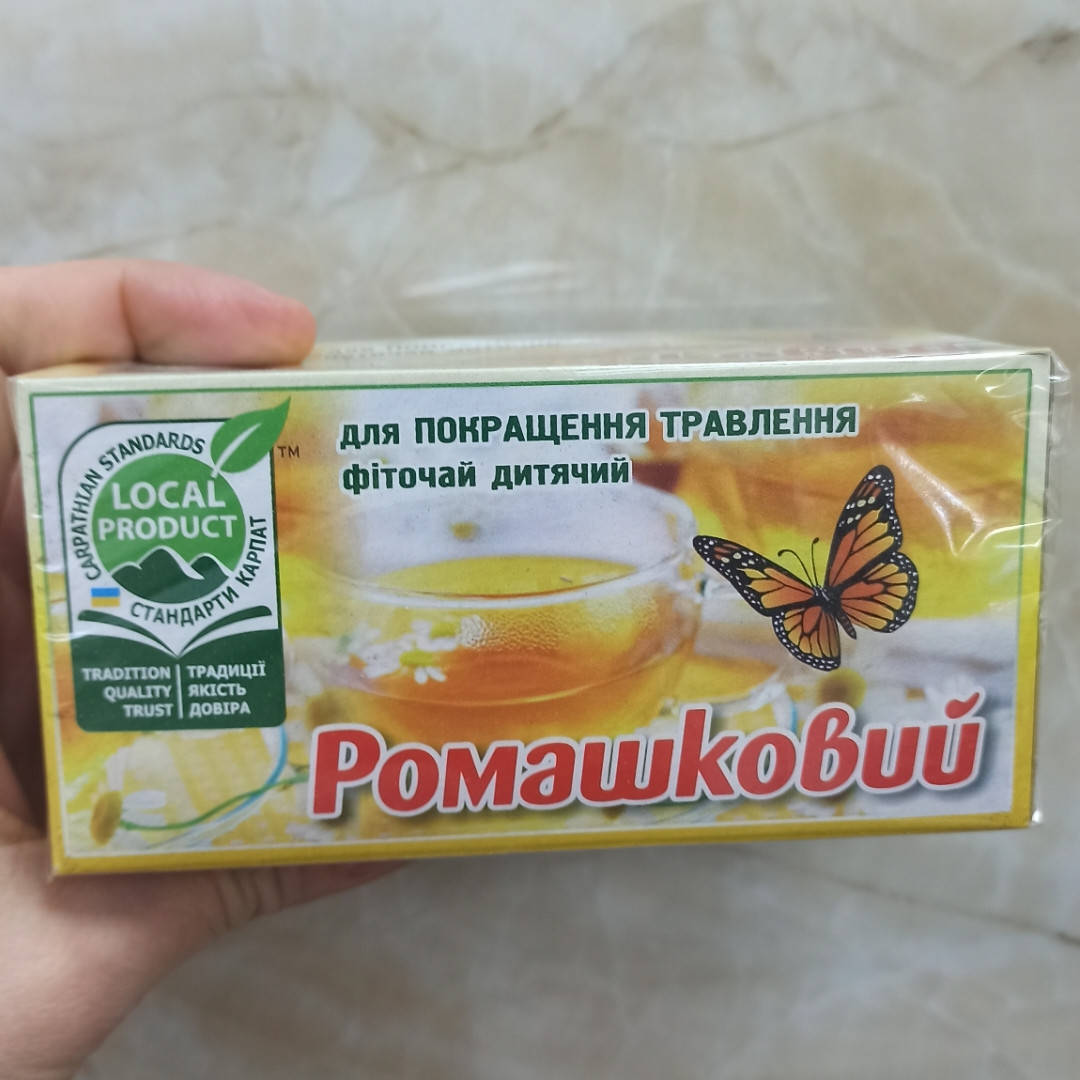 для ПОКРАЩЕННЯ ТРАВЛЕННЯ
фіточай дитячий
CARPATHIAN STANDARDS
™
LOCAL
PRODUCT
СТАНДАРТИ КАРПАТ
TRADITION
QUALITY
TRUST
ТРАДИЦІЇ
ЯКІСТЬ
ДОВІРА
Ромашковий